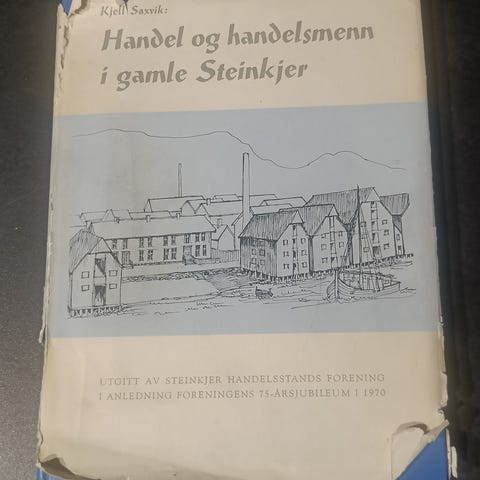 Kjell Saxvik:
Handel og handelsmenn
i gamle Steinkjer
UTGITT AV STEINKJER HANDELSSTANDS FORENING
I ANLEDNING FORENINGENS 75-ÅRSJUBILEUM I 1970